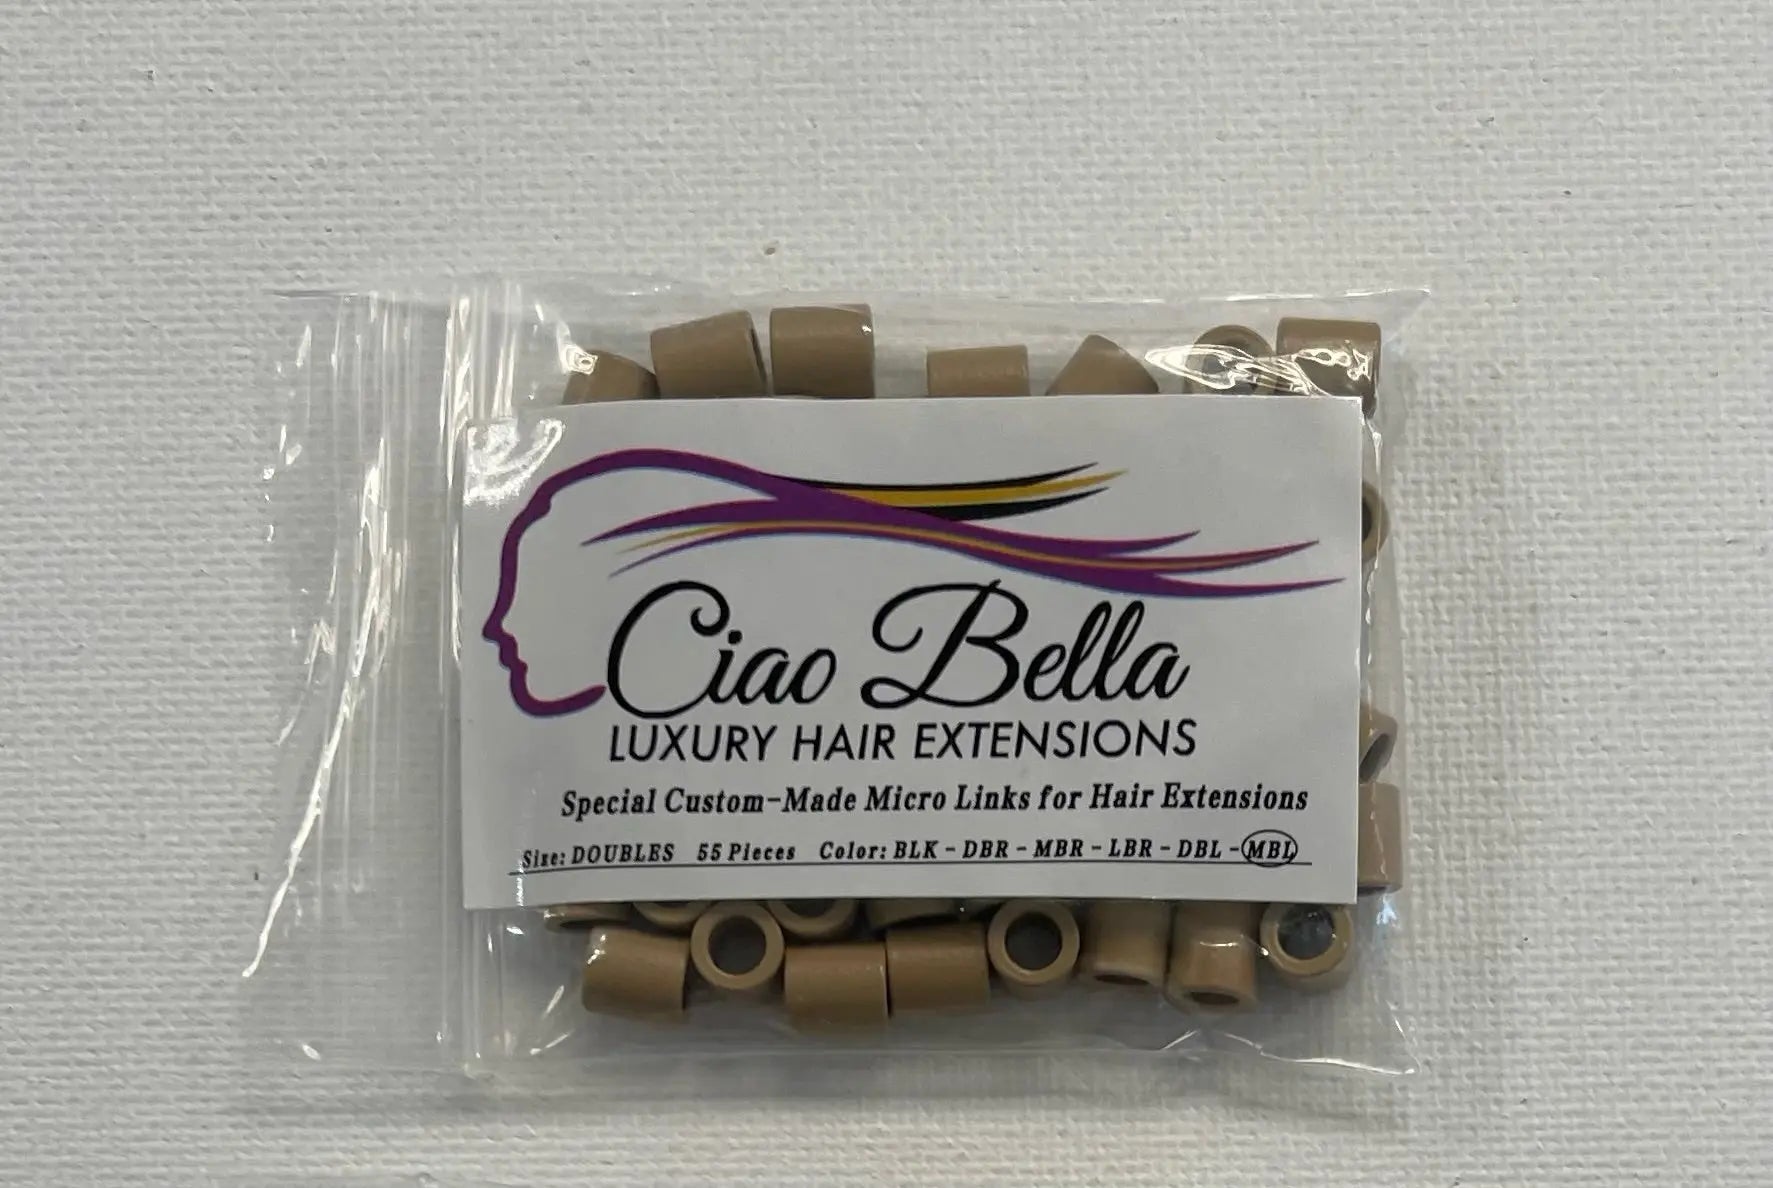 Ciao Bella
LUXURY HAIR EXTENSIONS
Special Custom-Made Micro Links for Hair Extensions
Size: DOUBLES 55 Pieces Color: BLK - DBR - MBR - LBR - DBL - MBL